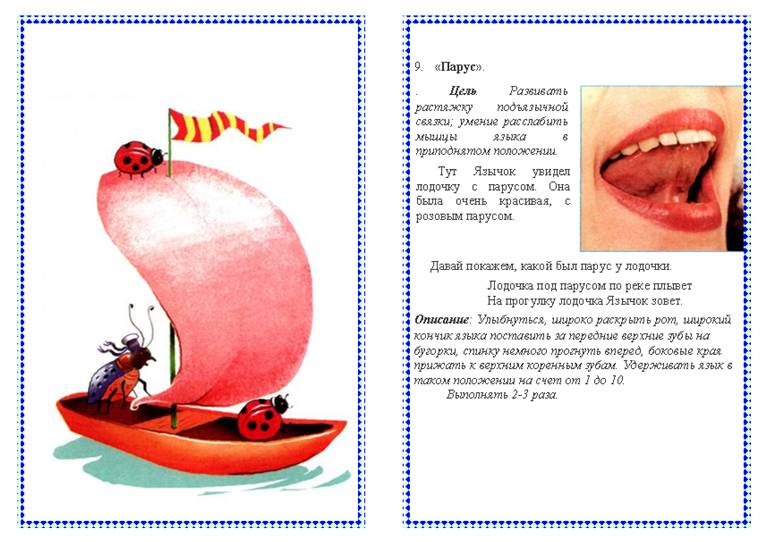 9. «Парус».
. Цель. Развивать
растяжку подъязычной
связки; умение расслабить
мышцы языка в
приподнятом положении.
Тут Язычок увидел
лодочку с парусом. Она
была очень красивая, с
розовым парусом.
Давай покажем, какой был парус у лодочки.
Лодочка под парусом по реке плывет
На прогулку лодочка Язычок зовет.
Описание: Улыбнуться, широко раскрыть рот, широкий
кончик языка поставить за передние верхние зубы на
бугорки, спинку немного прогнуть вперед, боковые края
прижать к верхним коренным зубам. Удерживать язык в
таком положении на счет от 1 до 10.
Выполнять 2-3 раза.